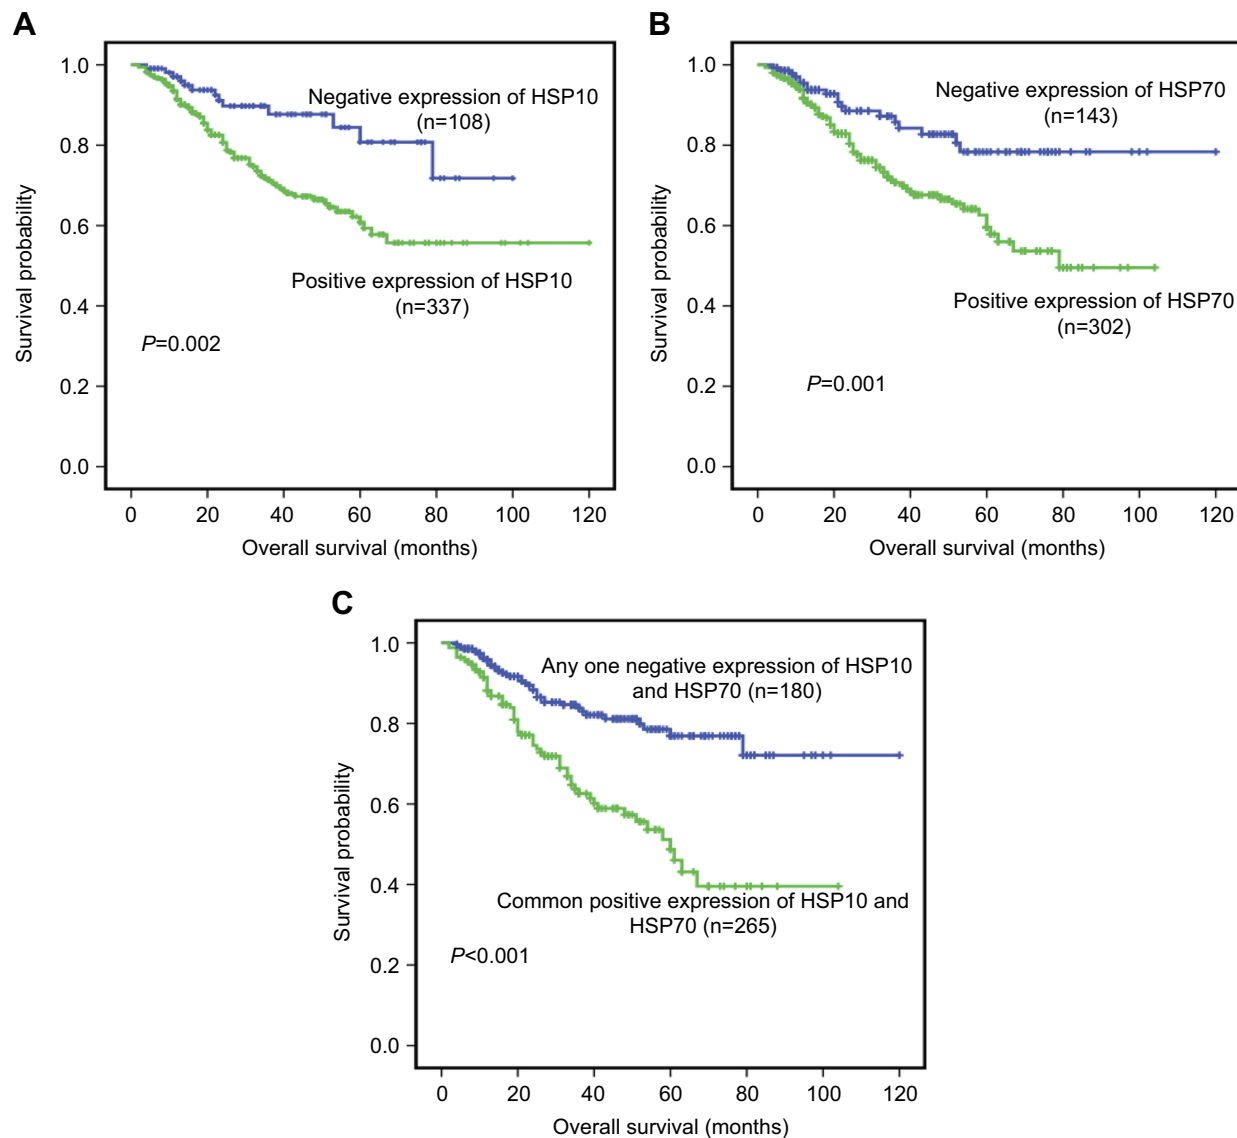 A
1.0
0.8
0.6
0.4
0.2
0.0
Survival probability
Negative expression of HSP10
(n=108)
Positive expression of HSP10
(n=337)
P=0.002
0 20 40 60 80 100 120
Overall survival (months)
B
1.0
0.8
0.6
0.4
0.2
0.0
Survival probability
Negative expression of HSP70
(n=143)
Positive expression of HSP70
(n=302)
P=0.001
0 20 40 60 80 100 120
Overall survival (months)
C
1.0
0.8
0.6
0.4
0.2
0.0
Survival probability
Any one negative expression of HSP10
and HSP70 (n=180)
Common positive expression of HSP10 and
HSP70 (n=265)
P<0.001
0 20 40 60 80 100 120
Overall survival (months)